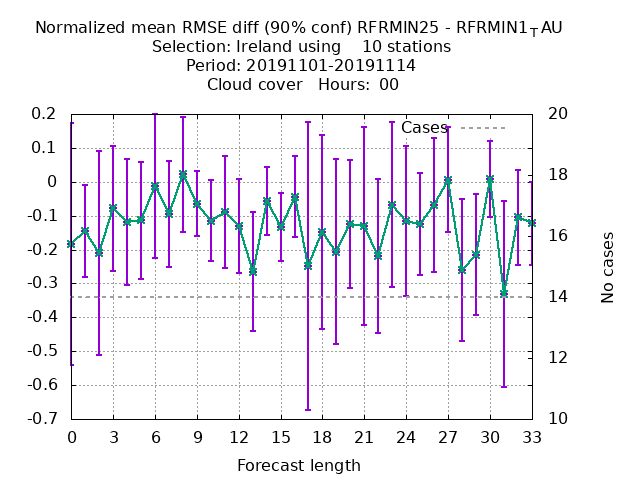 Normalized mean RMSE diff (90% conf) RFRMIN25 - RFRMIN1TAU
Selection: Ireland using    10 stations
Period: 20191101-20191114
Cloud cover   Hours:  00
Cases
0.2
0.1
0
-0.1
-0.2
-0.3
-0.4
-0.5
-0.6
-0.7
20
18
16
14
12
10
No cases
0 3 6 9 12 15 18 21 24 27 30 33
Forecast length